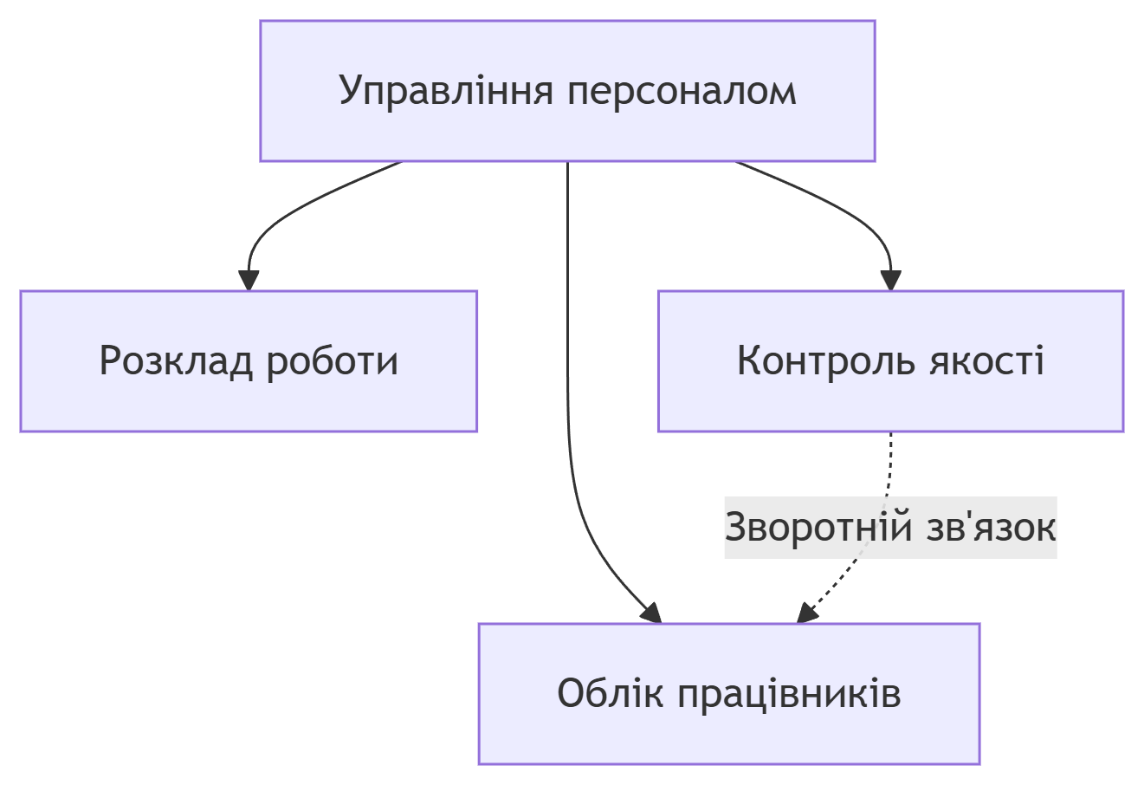 Управління персоналом
Розклад роботи
Контроль якості
Зворотній зв'язок
Облік працівників